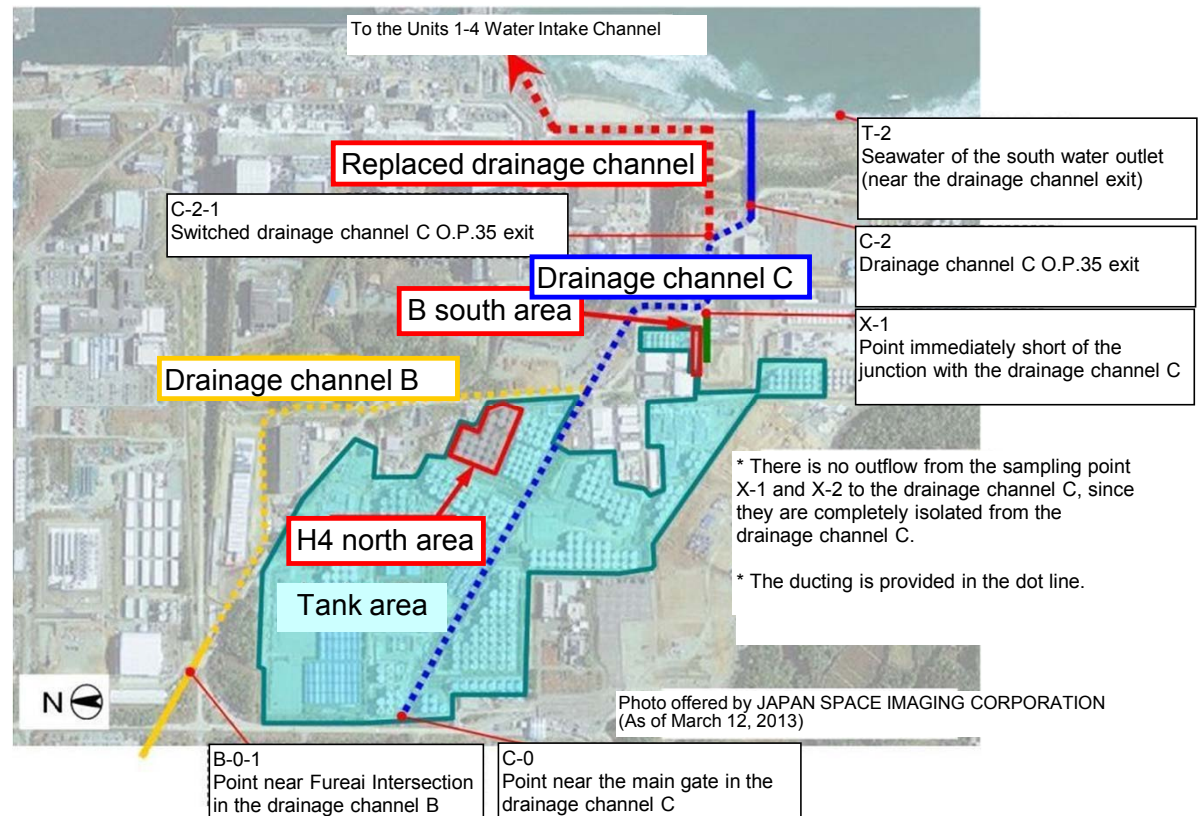 To the Units 1-4 Water Intake Channel
T-2
Seawater of the south water outlet
(near the drainage channel exit)
Replaced drainage channel
C-2-1
Switched drainage channel C O.P.35 exit
C-2
Drainage channel C O.P.35 exit
Drainage channel C
B south area
X-1
Point immediately short of the
junction with the drainage channel C
Drainage channel B
* There is no outflow from the sampling point
X-1 and X-2 to the drainage channel C, since
they are completely isolated from the
drainage channel C.
* The ducting is provided in the dot line.
H4 north area
Tank area
N
Photo offered by JAPAN SPACE IMAGING CORPORATION
(As of March 12, 2013)
B-0-1
Point near Fureai Intersection
in the drainage channel B
C-0
Point near the main gate in the
drainage channel C